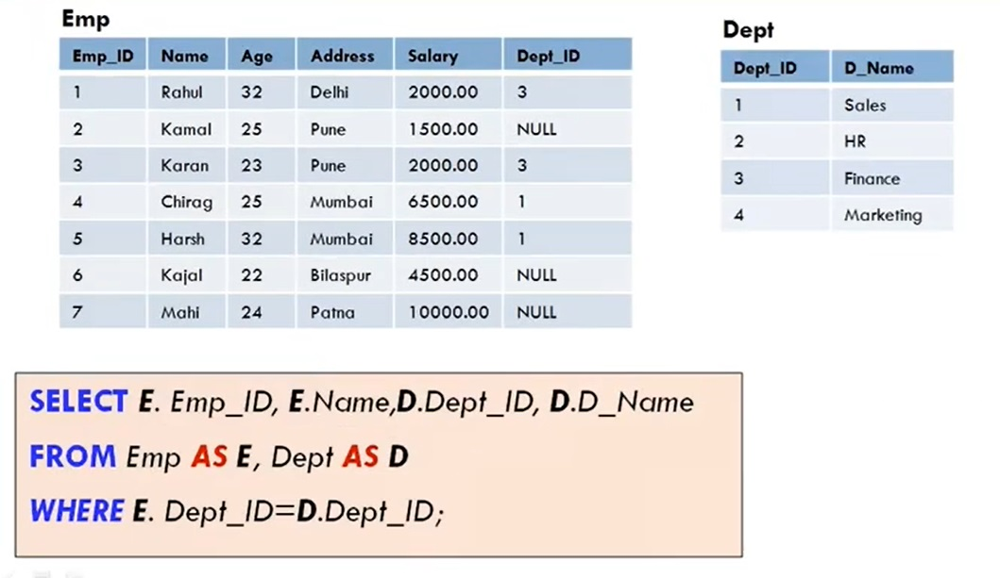 Emp
Emp_ID Name Age Address Salary Dept_ID
1 Rahul 32 Delhi 2000.00 3
2 Kamal 25 Pune 1500.00 NULL
3 Karan 23 Pune 2000.00 3
4 Chirag 25 Mumbai 6500.00 1
5 Harsh 32 Mumbai 8500.00 1
6 Kajal 22 Bilaspur 4500.00 NULL
7 Mahi 24 Patna 10000.00 NULL
Dept
Dept_ID D_Name
1 Sales
2 HR
3 Finance
4 Marketing
SELECT E. Emp_ID, E.Name,D.Dept_ID, D.D_Name
FROM Emp AS E, Dept AS D
WHERE E. Dept_ID=D.Dept_ID;